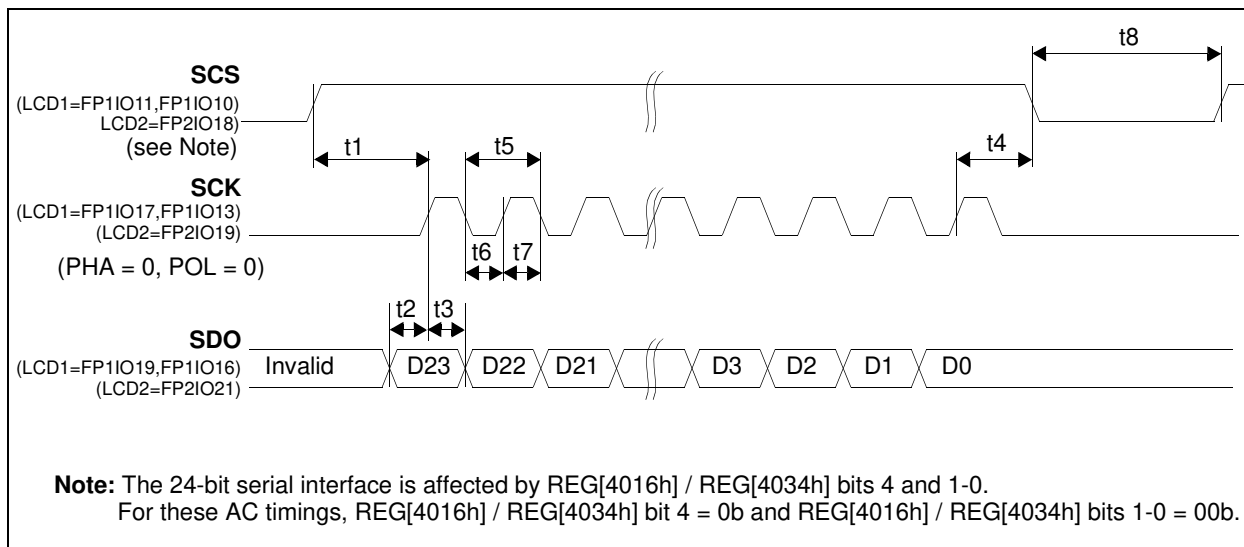 t8
SCS
(LCD1=FP1IO11,FP1IO10)
LCD2=FP2IO18)
(see Note)
t1
t5
t4
SCK
(LCD1=FP1IO17,FP1IO13)
(LCD2=FP2IO19)
t6
t7
(PHA = 0, POL = 0)
t2
t3
SDO
(LCD1=FP1IO19,FP1IO16)
(LCD2=FP2IO21)
Invalid
D23
D22
D21
D3
D2
D1
D0
Note: The 24-bit serial interface is affected by REG[4016h] / REG[4034h] bits 4 and 1-0.
For these AC timings, REG[4016h] / REG[4034h] bit 4 = 0b and REG[4016h] / REG[4034h] bits 1-0 = 00b.